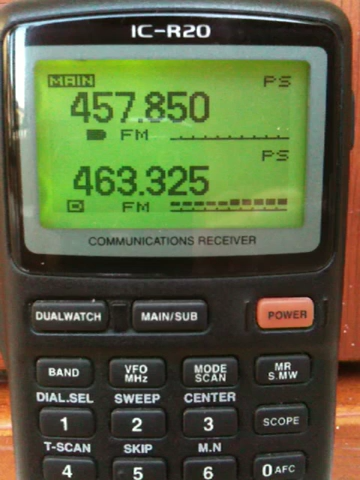 IC-R20
MAIN PS
457.850
FM
PS
463.325
D FM
COMMUNICATIONS RECEIVER
DUALWATCH MAIN/SUB POWER
BAND VFO MHz MODE SCAN MR S.MW
DIAL.SEL SWEEP CENTER
1 2 3 SCOPE
T-SCAN SKIP M.N
4 5 6 0 AFC